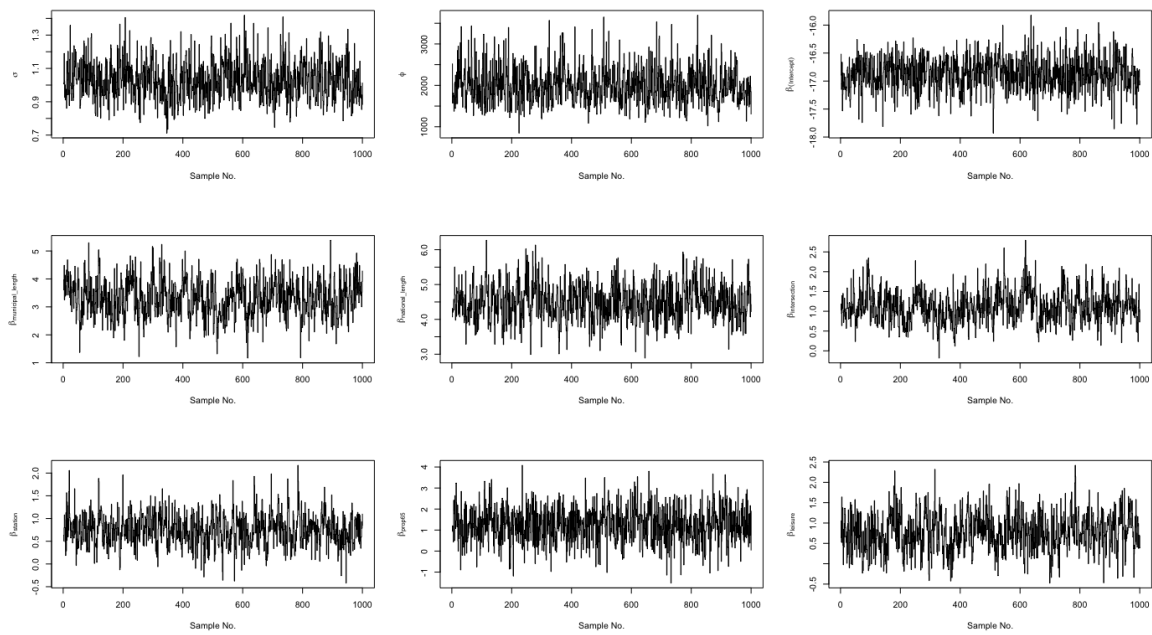 σ
0.7 0.9 1.1 1.3
0 200 400 600 800 1000
Sample No.
ϕ
1000 2000 3000
0 200 400 600 800 1000
Sample No.
β(Intercept)
-18.0 -17.5 -17.0 -16.5 -16.0
0 200 400 600 800 1000
Sample No.
βmunicipal_length
1 2 3 4 5
0 200 400 600 800 1000
Sample No.
βnational_length
3.0 4.0 5.0 6.0
0 200 400 600 800 1000
Sample No.
βintersection
0.0 0.5 1.0 1.5 2.0 2.5
0 200 400 600 800 1000
Sample No.
βstation
-0.5 0.0 0.5 1.0 1.5 2.0
0 200 400 600 800 1000
Sample No.
βprop65
-1 0 1 2 3 4
0 200 400 600 800 1000
Sample No.
βleisure
-0.5 0.5 1.0 1.5 2.0 2.5
0 200 400 600 800 1000
Sample No.